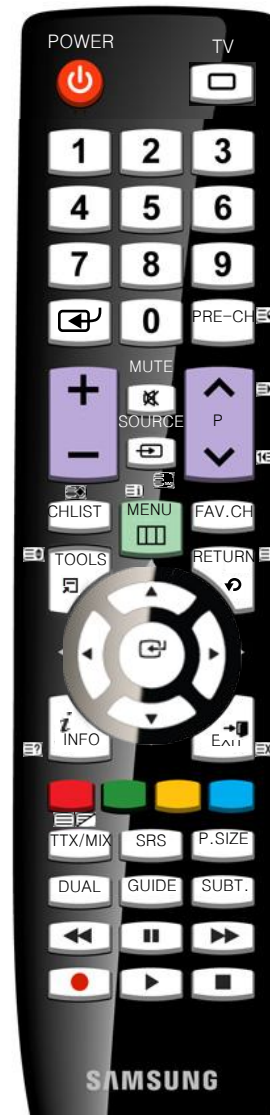 POWER TV
1 2 3
4 5 6
7 8 9
0 PRE-CH
MUTE
+ P
SOURCE
−
CHLIST MENU FAV.CH
TOOLS RETURN
i
INFO EXIT
TTX/MIX SRS P.SIZE
DUAL GUIDE SUBT.
SAMSUNG